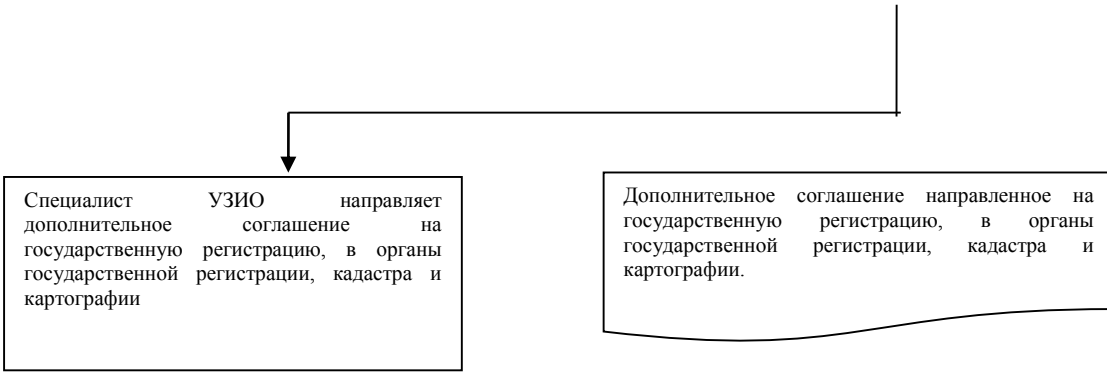 Специалист УЗИО направляет
дополнительное соглашение на
государственную регистрацию, в органы
государственной регистрации, кадастра и
картографии
Дополнительное соглашение направленное на
государственную регистрацию, в органы
государственной регистрации, кадастра и
картографии.